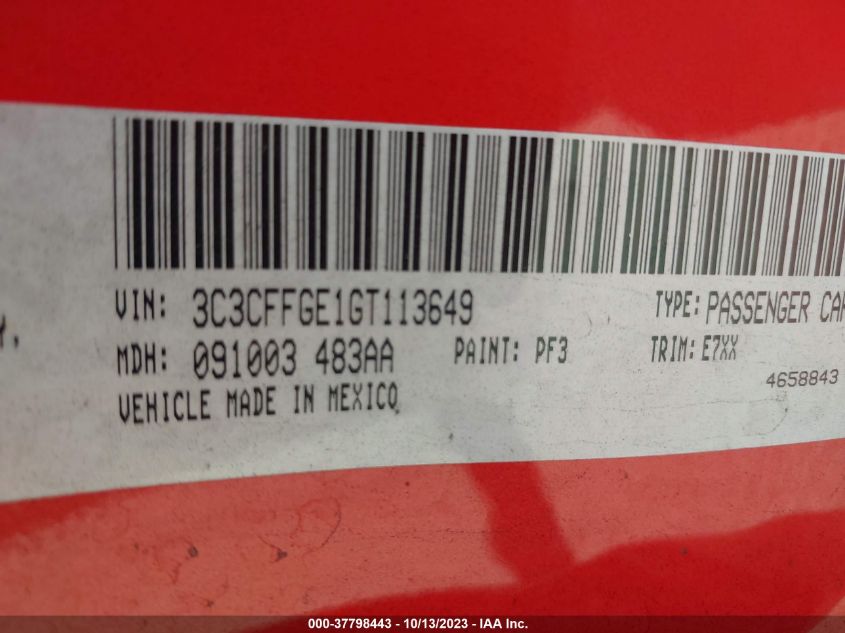 VIN: 3C3CFFGE1GT113649 TYPE: PASSENGER CAR
Y.
MDH: 091003 483AA PAINT: PF3 TRIM: E7XX
4658843
VEHICLE MADE IN MEXICO
000-37798443 - 10/13/2023 - IAA Inc.